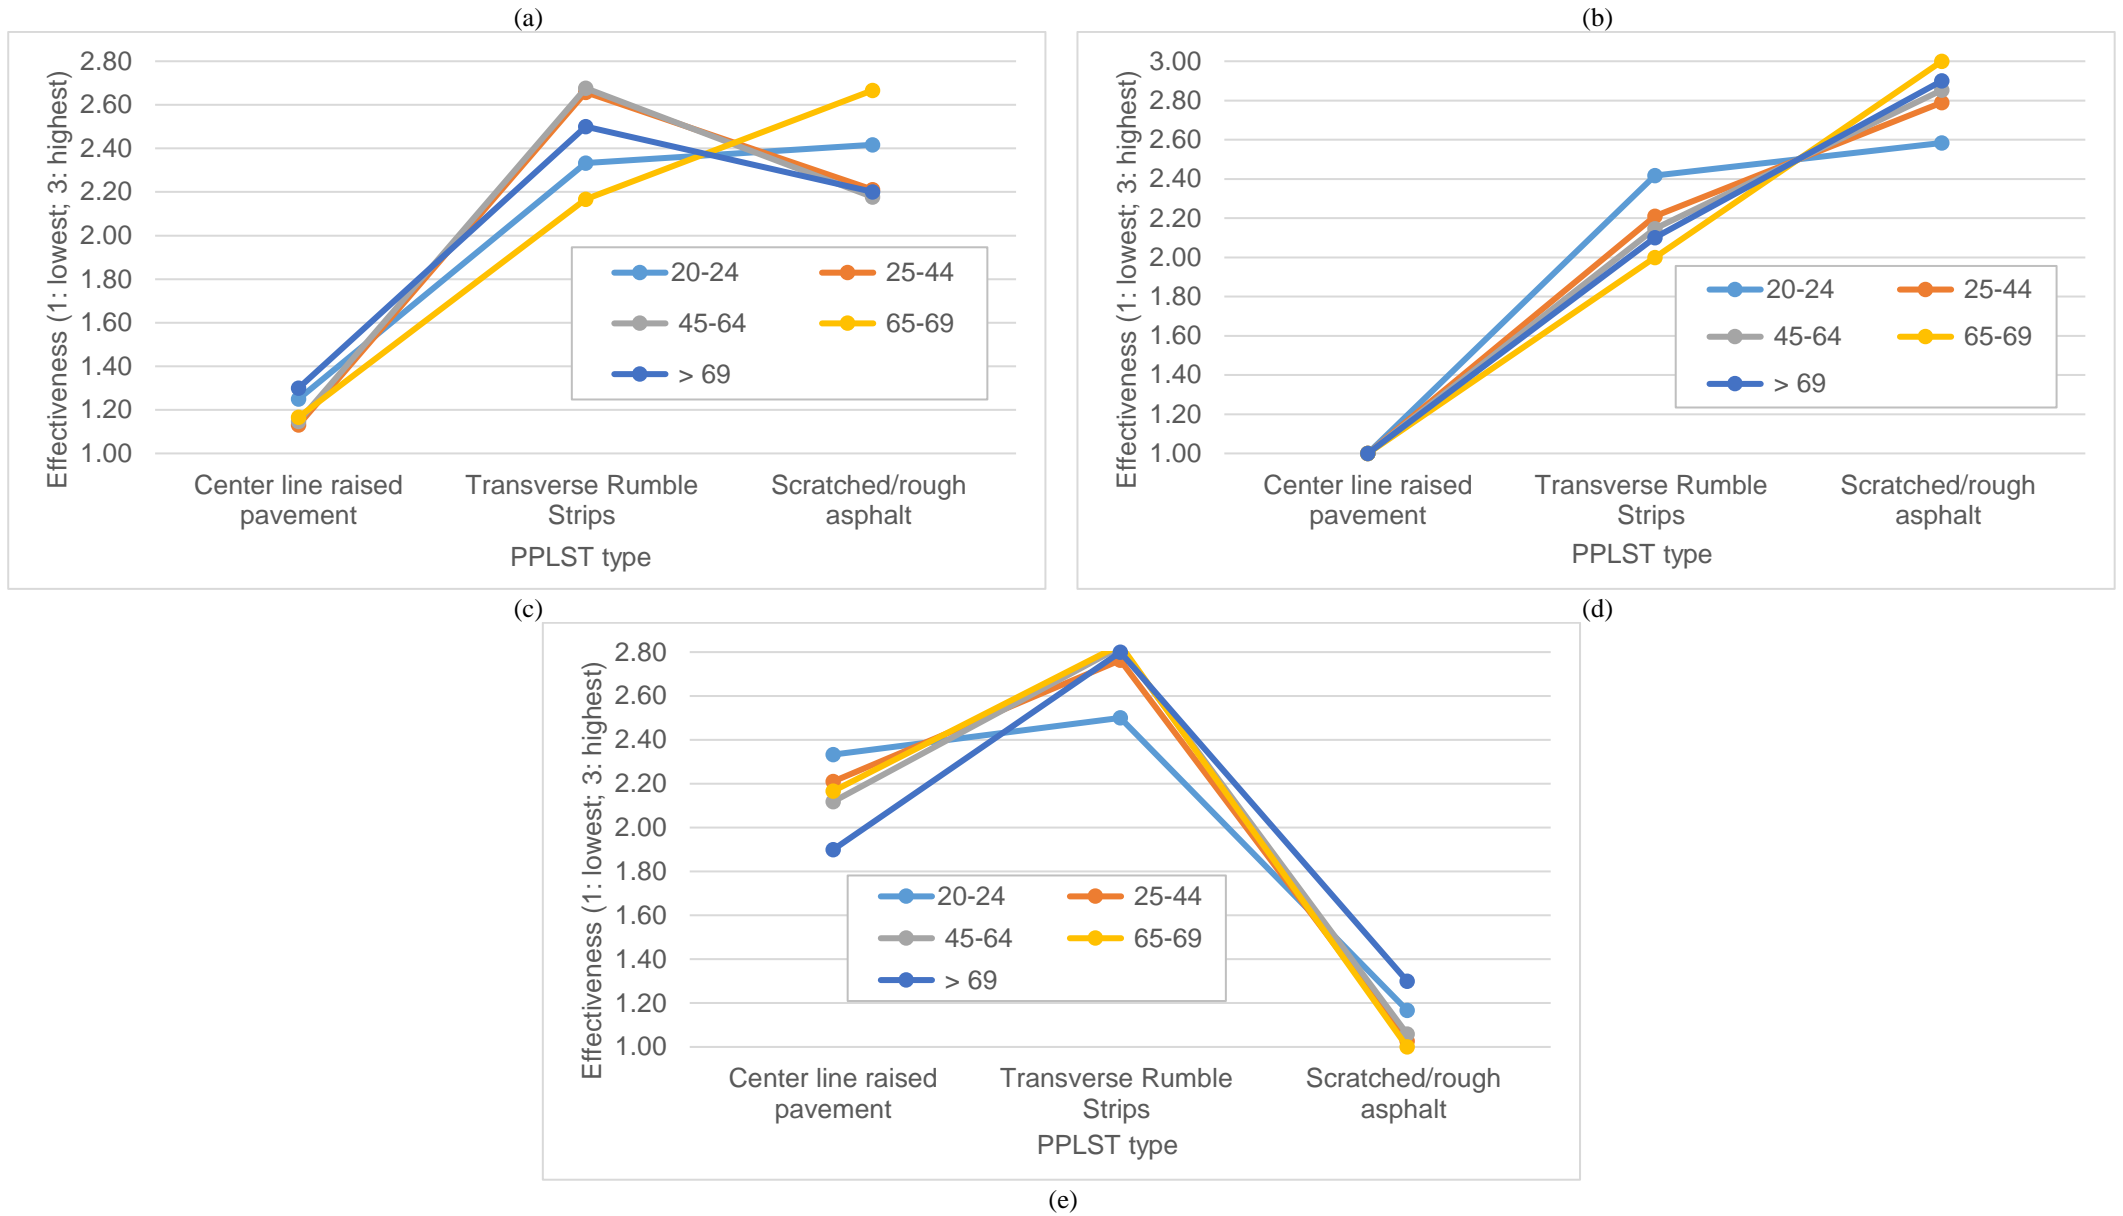 (a)
(b)
Effectiveness (1: lowest; 3: highest)
2.80
2.60
2.40
2.20
2.00
1.80
1.60
1.40
1.20
1.00
20-24
25-44
45-64
65-69
> 69
Center line raised
pavement
Transverse Rumble
Strips
Scratched/rough
asphalt
PPLST type
Effectiveness (1: lowest; 3: highest)
3.00
2.80
2.60
2.40
2.20
2.00
1.80
1.60
1.40
1.20
1.00
20-24
25-44
45-64
65-69
> 69
Center line raised
pavement
Transverse Rumble
Strips
Scratched/rough
asphalt
PPLST type
(c)
(d)
Effectiveness (1: lowest; 3: highest)
2.80
2.60
2.40
2.20
2.00
1.80
1.60
1.40
1.20
1.00
20-24
25-44
45-64
65-69
> 69
Center line raised
pavement
Transverse Rumble
Strips
Scratched/rough
asphalt
PPLST type
(e)